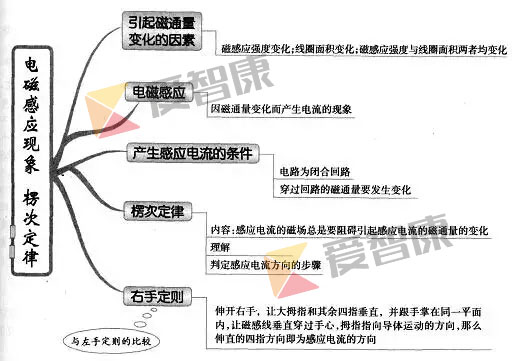 电磁感应现象 楞次定律
引起磁通量
变化的因素
磁感应强度变化;线圈面积变化;磁感应强度与线圈面积两者均变化
电磁感应
因磁通量变化而产生电流的现象
产生感应电流的条件
电路为闭合回路
穿过回路的磁通量要发生变化
楞次定律
内容:感应电流的磁场总是要阻碍引起感应电流的磁通量的变化
理解
判定感应电流方向的步骤
右手定则
伸开右手，让大拇指和其余四指垂直，并跟手掌在同一平面
内,让磁感线垂直穿过手心,拇指指向导体运动的方向,那么
伸直的四指方向即为感应电流的方向
与左手定则的比较
爱智康
爱智康